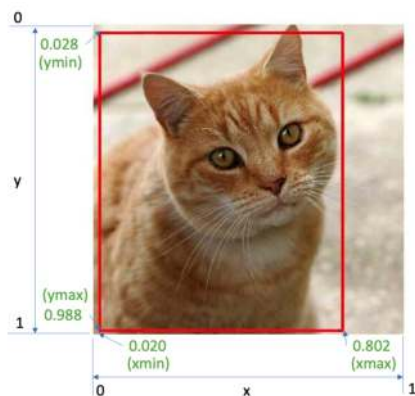 0
0.028
(ymin)
y
(ymax)
0.988
1
0.020
(xmin)
0.802
(xmax)
0
x
1